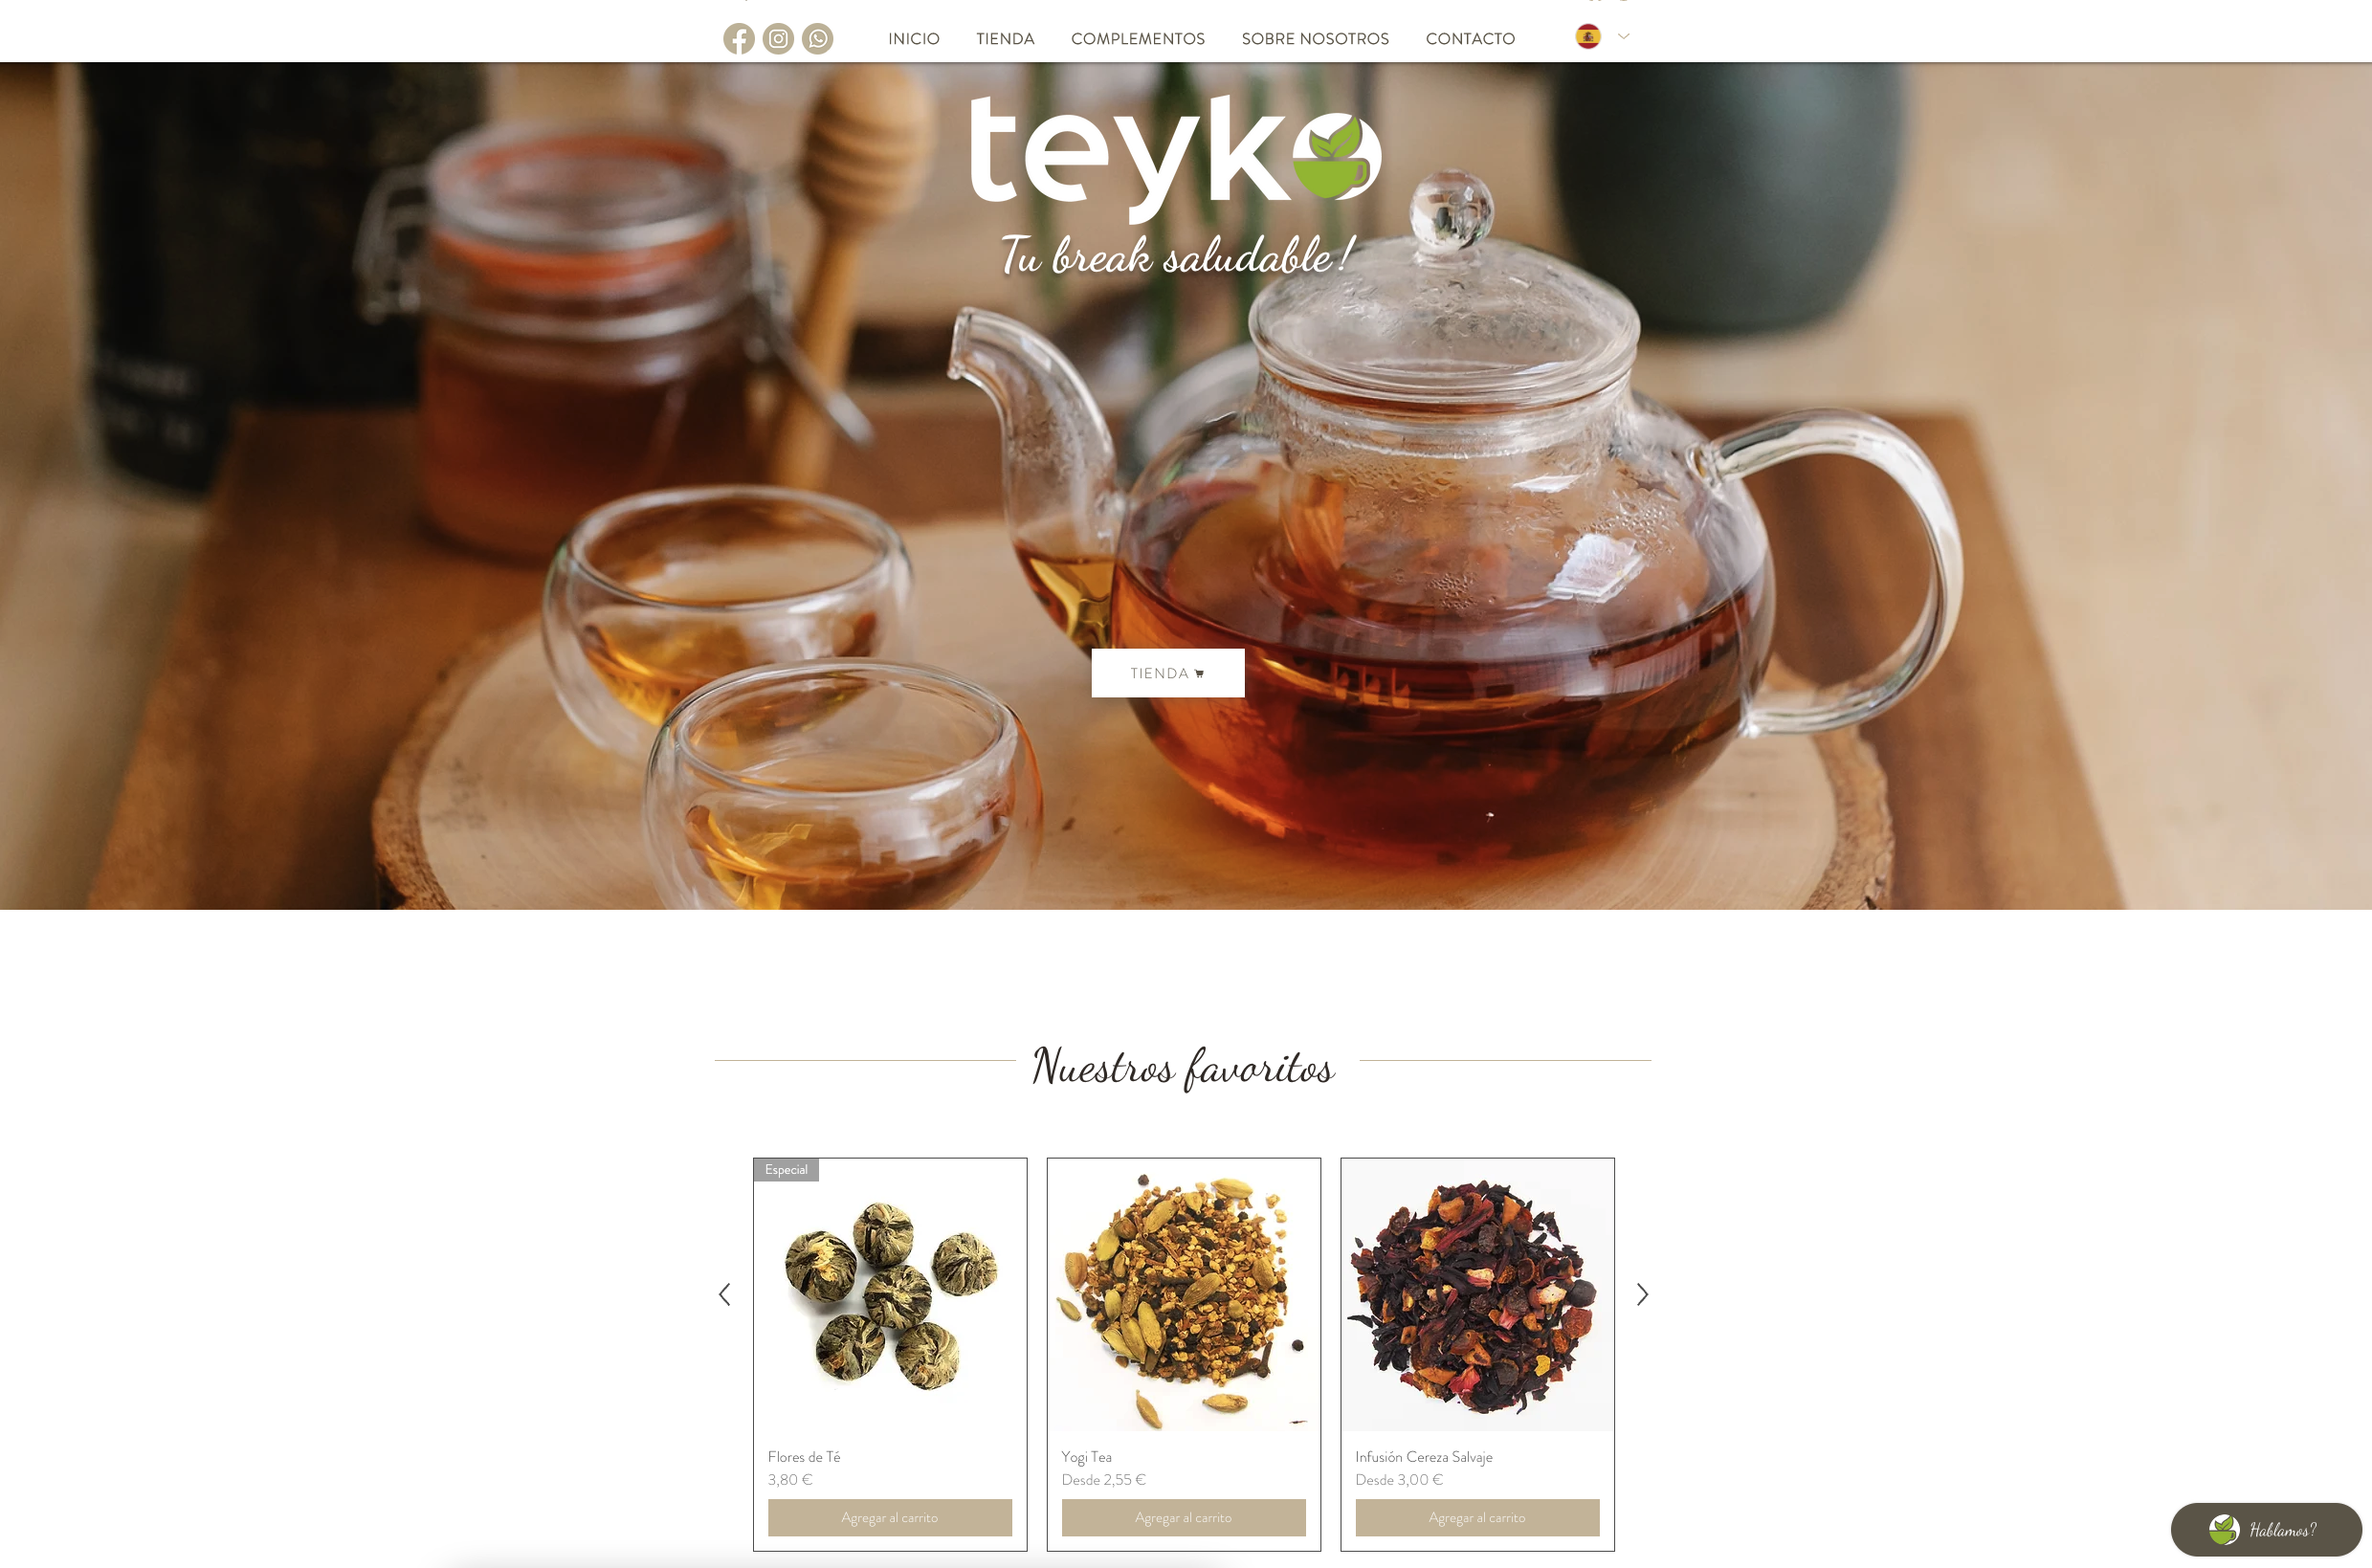 INICIO TIENDA COMPLEMENTOS SOBRE NOSOTROS CONTACTO
teyko
Tu break saludable!
TIENDA
Nuestros favoritos
Especial
Flores de Té
3,80 €
Agregar al carrito
Yogi Tea
Desde 2,55 €
Agregar al carrito
Infusión Cereza Salvaje
Desde 3,00 €
Agregar al carrito
Hablamos?